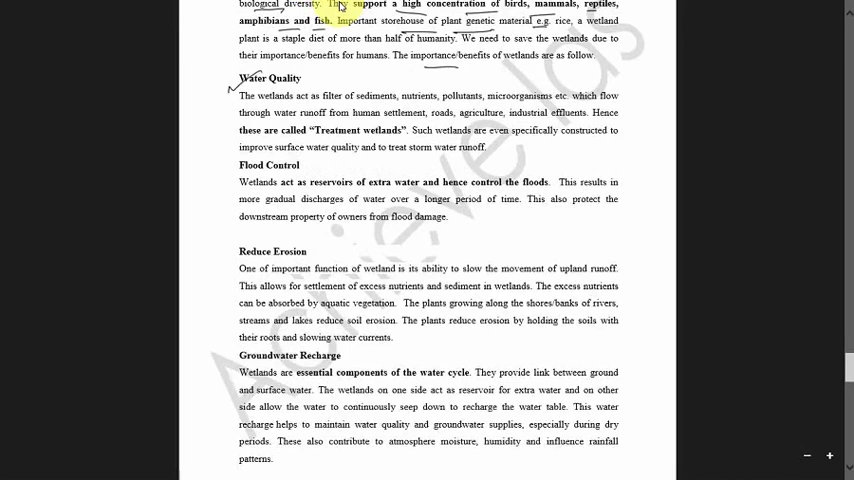 biological diversity. They support a high concentration of birds, mammals, reptiles,
amphibians and fish. Important storehouse of plant genetic material e.g. rice, a wetland
plant is a staple diet of more than half of humanity. We need to save the wetlands due to
their importance/benefits for humans. The importance/benefits of wetlands are as follow.
Water Quality
The wetlands act as filter of sediments, nutrients, pollutants, microorganisms etc. which flow
through water runoff from human settlement, roads, agriculture, industrial effluents. Hence
these are called “Treatment wetlands”. Such wetlands are even specifically constructed to
improve surface water quality and to treat storm water runoff.
Flood Control
Wetlands act as reservoirs of extra water and hence control the floods. This results in
more gradual discharges of water over a longer period of time. This also protect the
downstream property of owners from flood damage.
Reduce Erosion
One of important function of wetland is its ability to slow the movement of upland runoff.
This allows for settlement of excess nutrients and sediment in wetlands. The excess nutrients
can be absorbed by aquatic vegetation. The plants growing along the shores/banks of rivers,
streams and lakes reduce soil erosion. The plants reduce erosion by holding the soils with
their roots and slowing water currents.
Groundwater Recharge
Wetlands are essential components of the water cycle. They provide link between ground
and surface water. The wetlands on one side act as reservoir for extra water and on other
side allow the water to continuously seep down to recharge the water table. This water
recharge helps to maintain water quality and groundwater supplies, especially during dry
periods. These also contribute to atmosphere moisture, humidity and influence rainfall
patterns.
Achieve Ias